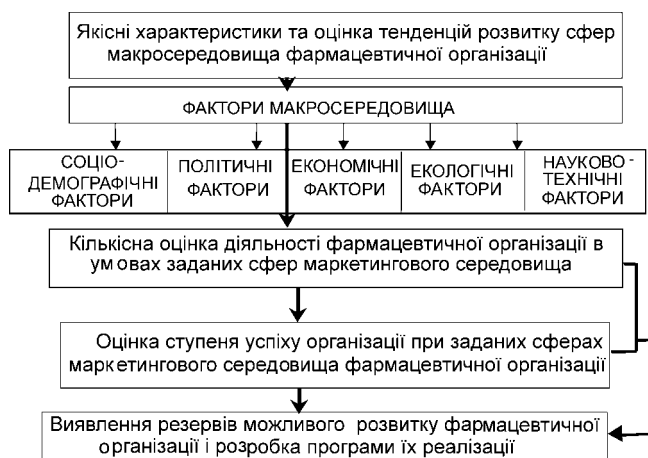 Якісні характеристики та оцінка тенденцій розвитку сфер
макросередовища фармацевтичної організації
ФАКТОРИ МАКРОСЕРЕДОВИЩА
СОЦІО-
ДЕМОГРАФІЧНІ
ФАКТОРИ
ПОЛІТИЧНІ
ФАКТОРИ
ЕКОНОМІЧНІ
ФАКТОРИ
ЕКОЛОГІЧНІ
ФАКТОРИ
НАУКОВО-
ТЕХНІЧНІ
ФАКТОРИ
Кількісна оцінка діяльності фармацевтичної організації в
умовах заданих сфер маркетингового середовища
Оцінка ступеня успіху організації при заданих сферах
маркетингового середовища фармацевтичної організації
Виявлення резервів можливого розвитку фармацевтичної
організації і розробка програми їх реалізації